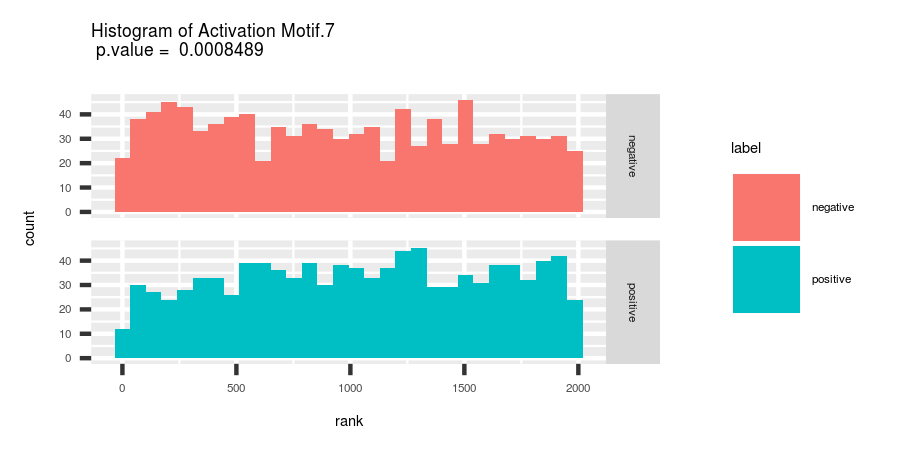 Histogram of Activation Motif.7
p.value =  0.0008489
40
30
20
10
0
negative
40
30
20
10
0
positive
0 500 1000 1500 2000
rank
count
label
negative
positive